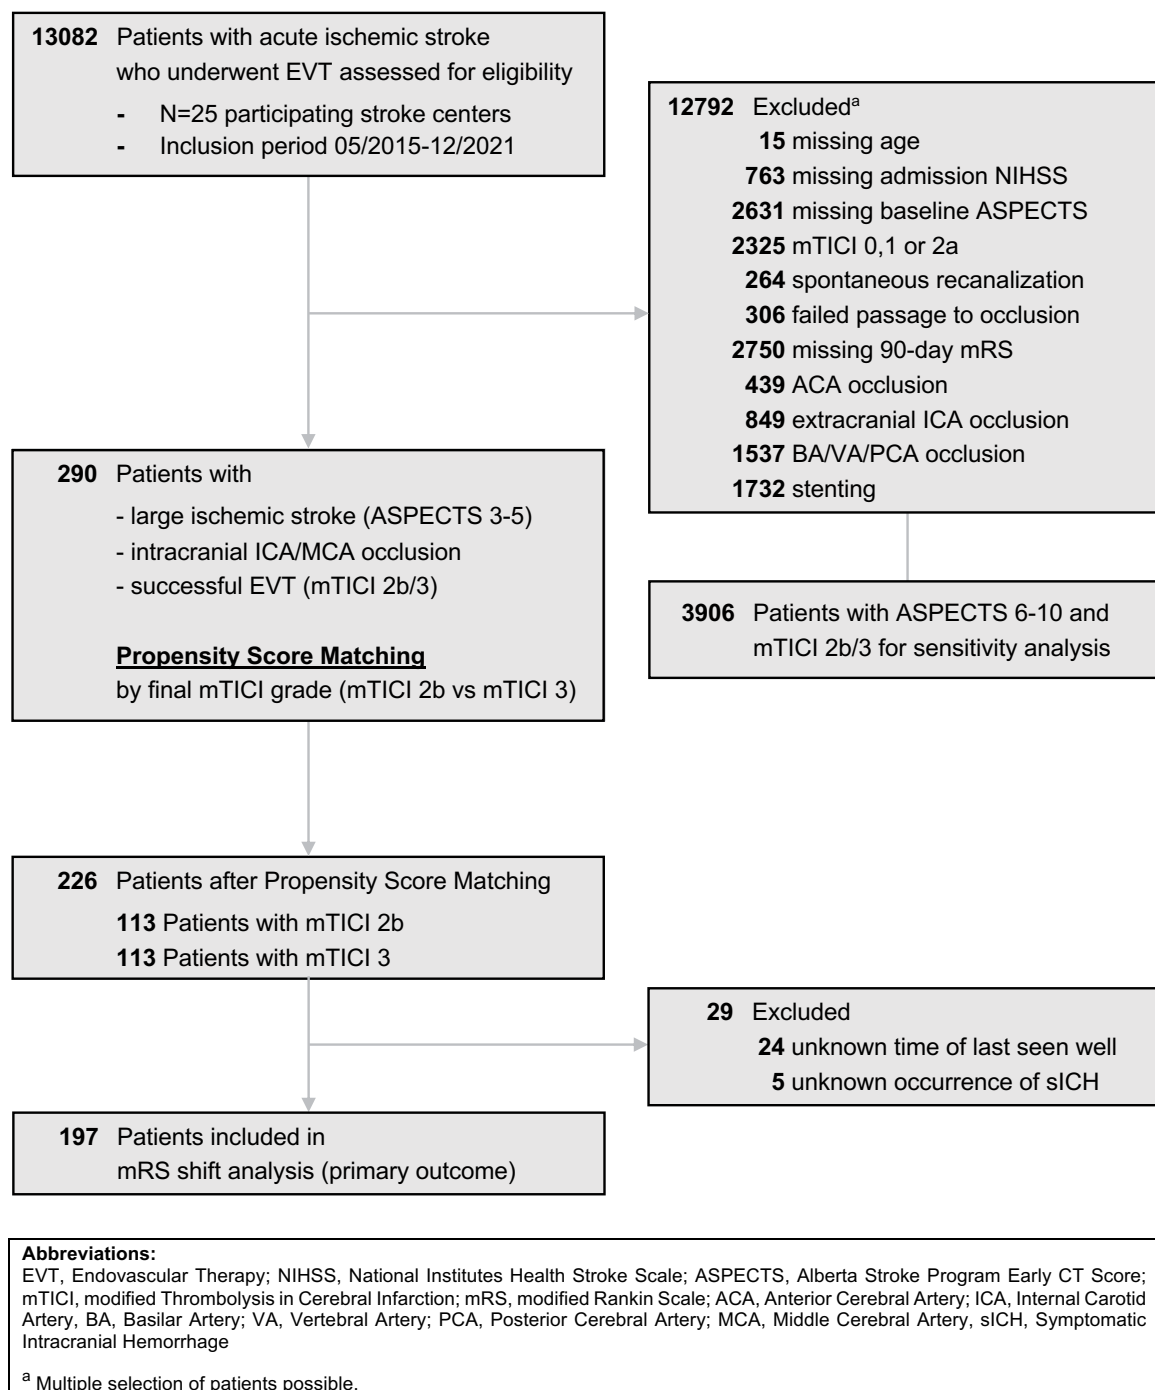 13082 Patients with acute ischemic stroke
who underwent EVT assessed for eligibility
- N=25 participating stroke centers
- Inclusion period 05/2015-12/2021
12792 Excludedᵃ
15 missing age
763 missing admission NIHSS
2631 missing baseline ASPECTS
2325 mTICI 0,1 or 2a
264 spontaneous recanalization
306 failed passage to occlusion
2750 missing 90-day mRS
439 ACA occlusion
849 extracranial ICA occlusion
1537 BA/VA/PCA occlusion
1732 stenting
290 Patients with
- large ischemic stroke (ASPECTS 3-5)
- intracranial ICA/MCA occlusion
- successful EVT (mTICI 2b/3)
Propensity Score Matching
by final mTICI grade (mTICI 2b vs mTICI 3)
3906 Patients with ASPECTS 6-10 and
mTICI 2b/3 for sensitivity analysis
226 Patients after Propensity Score Matching
113 Patients with mTICI 2b
113 Patients with mTICI 3
29 Excluded
24 unknown time of last seen well
5 unknown occurrence of sICH
197 Patients included in
mRS shift analysis (primary outcome)
Abbreviations:
EVT, Endovascular Therapy; NIHSS, National Institutes Health Stroke Scale; ASPECTS, Alberta Stroke Program Early CT Score;
mTICI, modified Thrombolysis in Cerebral Infarction; mRS, modified Rankin Scale; ACA, Anterior Cerebral Artery; ICA, Internal Carotid
Artery, BA, Basilar Artery; VA, Vertebral Artery; PCA, Posterior Cerebral Artery; MCA, Middle Cerebral Artery, sICH, Symptomatic
Intracranial Hemorrhage
ᵃ Multiple selection of patients possible.